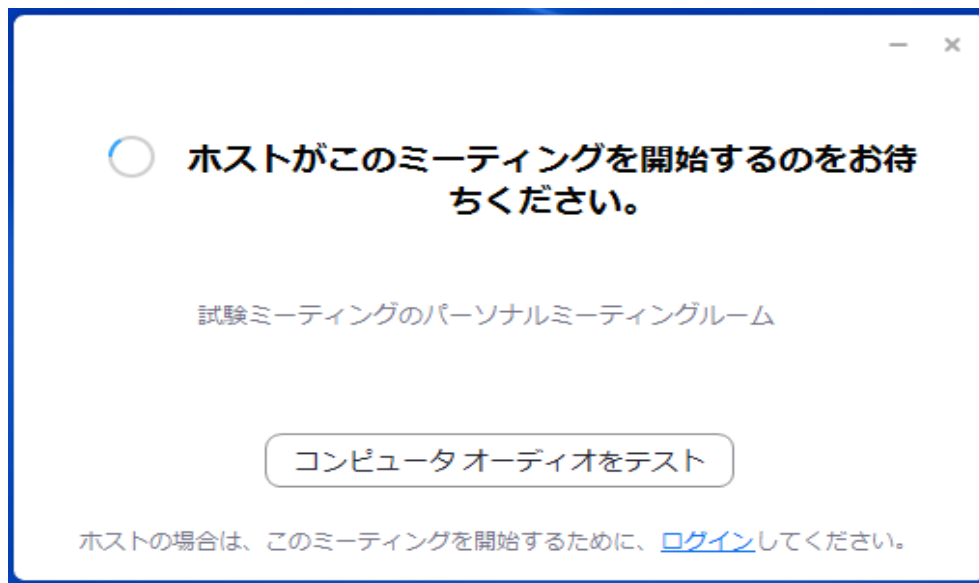 ホストがこのミーティングを開始するのをお待
ちください。
試験ミーティングのパーソナルミーティングルーム
コンピュータ オーディオをテスト
ホストの場合は、このミーティングを開始するために、ログインしてください。